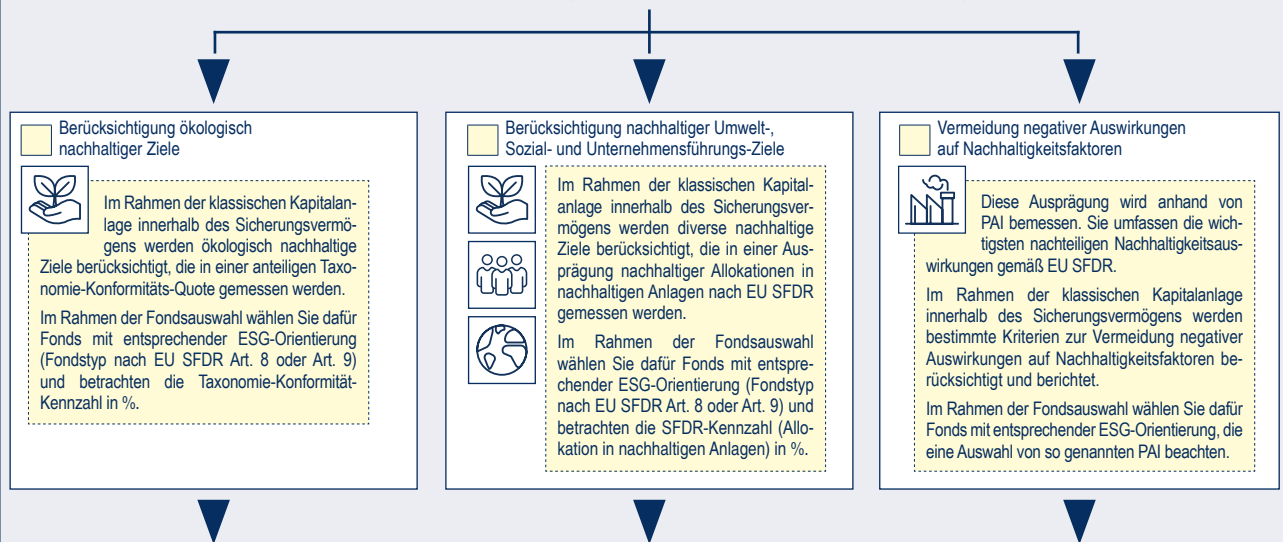 Berücksichtigung ökologisch
nachhaltiger Ziele
Im Rahmen der klassischen Kapitalan-
lage innerhalb des Sicherungsvermö-
gens werden ökologisch nachhaltige
Ziele berücksichtigt, die in einer anteiligen Taxo-
nomie-Konformitäts-Quote gemessen werden.
Im Rahmen der Fondsauswahl wählen Sie dafür
Fonds mit entsprechender ESG-Orientierung
(Fondstyp nach EU SFDR Art. 8 oder Art. 9)
und betrachten die Taxonomie-Konformität-
Kennzahl in %.
Berücksichtigung nachhaltiger Umwelt-,
Sozial- und Unternehmensführungs-Ziele
Im Rahmen der klassischen Kapital-
anlage innerhalb des Sicherungsver-
mögens werden diverse nachhaltige
Ziele berücksichtigt, die in einer Aus-
prägung nachhaltiger Allokationen in
nachhaltigen Anlagen nach EU SFDR
gemessen werden.
Im Rahmen der Fondsauswahl
wählen Sie dafür Fonds mit entspre-
chender ESG-Orientierung (Fondstyp
nach EU SFDR Art. 8 oder Art. 9) und
betrachten die SFDR-Kennzahl (Allo-
kation in nachhaltigen Anlagen) in %.
Vermeidung negativer Auswirkungen
auf Nachhaltigkeitsfaktoren
Diese Ausprägung wird anhand von
PAI bemessen. Sie umfassen die wich-
tigsten nachteiligen Nachhaltigkeitsaus-
wirkungen gemäß EU SFDR.
Im Rahmen der klassischen Kapitalanlage
innerhalb des Sicherungsvermögens werden
bestimmte Kriterien zur Vermeidung negativer
Auswirkungen auf Nachhaltigkeitsfaktoren be-
rücksichtigt und berichtet.
Im Rahmen der Fondsauswahl wählen Sie dafür
Fonds mit entsprechender ESG-Orientierung, die
eine Auswahl von so genannten PAI beachten.